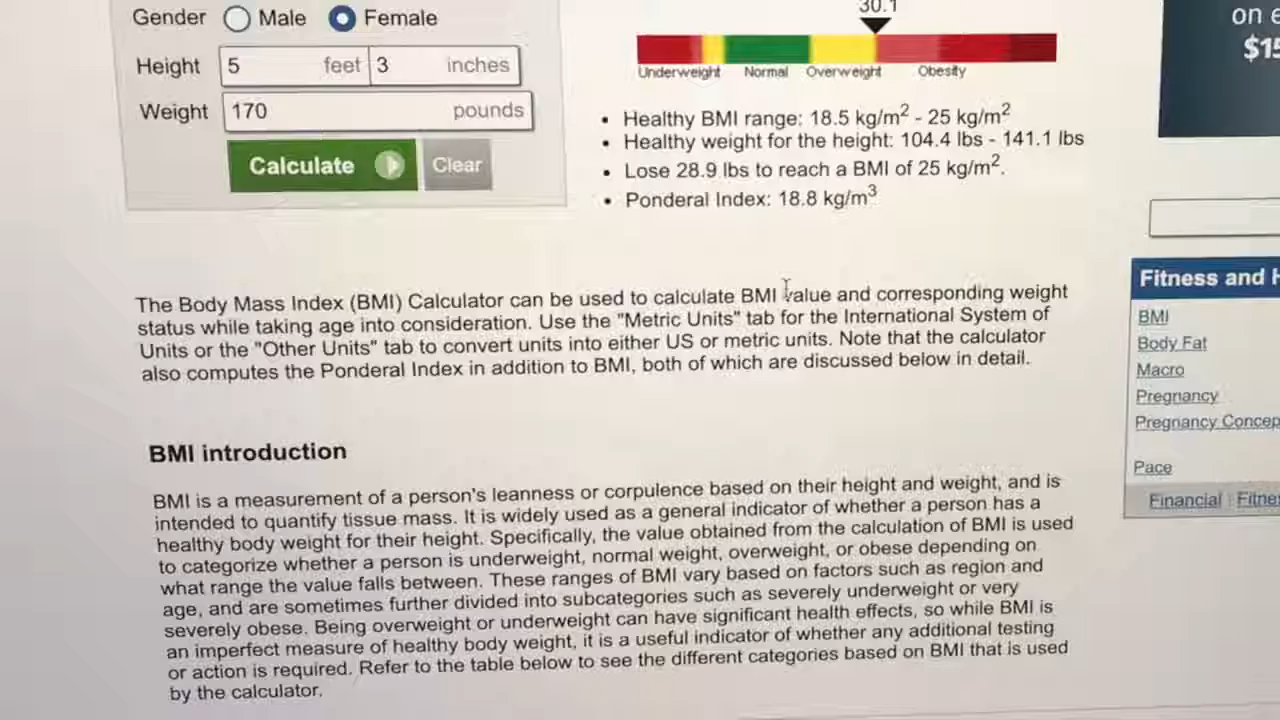 Gender Male Female
Height 5 feet 3 inches
Weight 170 pounds
Calculate Clear
30.1
Underweight Normal Overweight Obesity
• Healthy BMI range: 18.5 kg/m² - 25 kg/m²
• Healthy weight for the height: 104.4 lbs - 141.1 lbs
• Lose 28.9 lbs to reach a BMI of 25 kg/m².
• Ponderal Index: 18.8 kg/m³
The Body Mass Index (BMI) Calculator can be used to calculate BMI value and corresponding weight
status while taking age into consideration. Use the "Metric Units" tab for the International System of
Units or the "Other Units" tab to convert units into either US or metric units. Note that the calculator
also computes the Ponderal Index in addition to BMI, both of which are discussed below in detail.
BMI introduction
BMI is a measurement of a person's leanness or corpulence based on their height and weight, and is
intended to quantify tissue mass. It is widely used as a general indicator of whether a person has a
healthy body weight for their height. Specifically, the value obtained from the calculation of BMI is used
to categorize whether a person is underweight, normal weight, overweight, or obese depending on
what range the value falls between. These ranges of BMI vary based on factors such as region and
age, and are sometimes further divided into subcategories such as severely underweight or very
severely obese. Being overweight or underweight can have significant health effects, so while BMI is
an imperfect measure of healthy body weight, it is a useful indicator of whether any additional testing
or action is required. Refer to the table below to see the different categories based on BMI that is used
by the calculator.
on
$15
Fitness and
BMI
Body Fat
Macro
Pregnancy
Pregnancy Concep
Pace
Financial Fitne